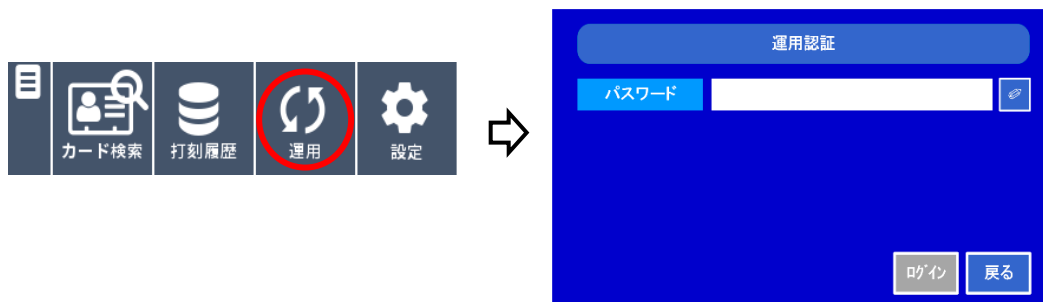 カード検索
打刻履歴
運用
設定
運用認証
パスワード
ﾛｸﾞｲﾝ
戻る